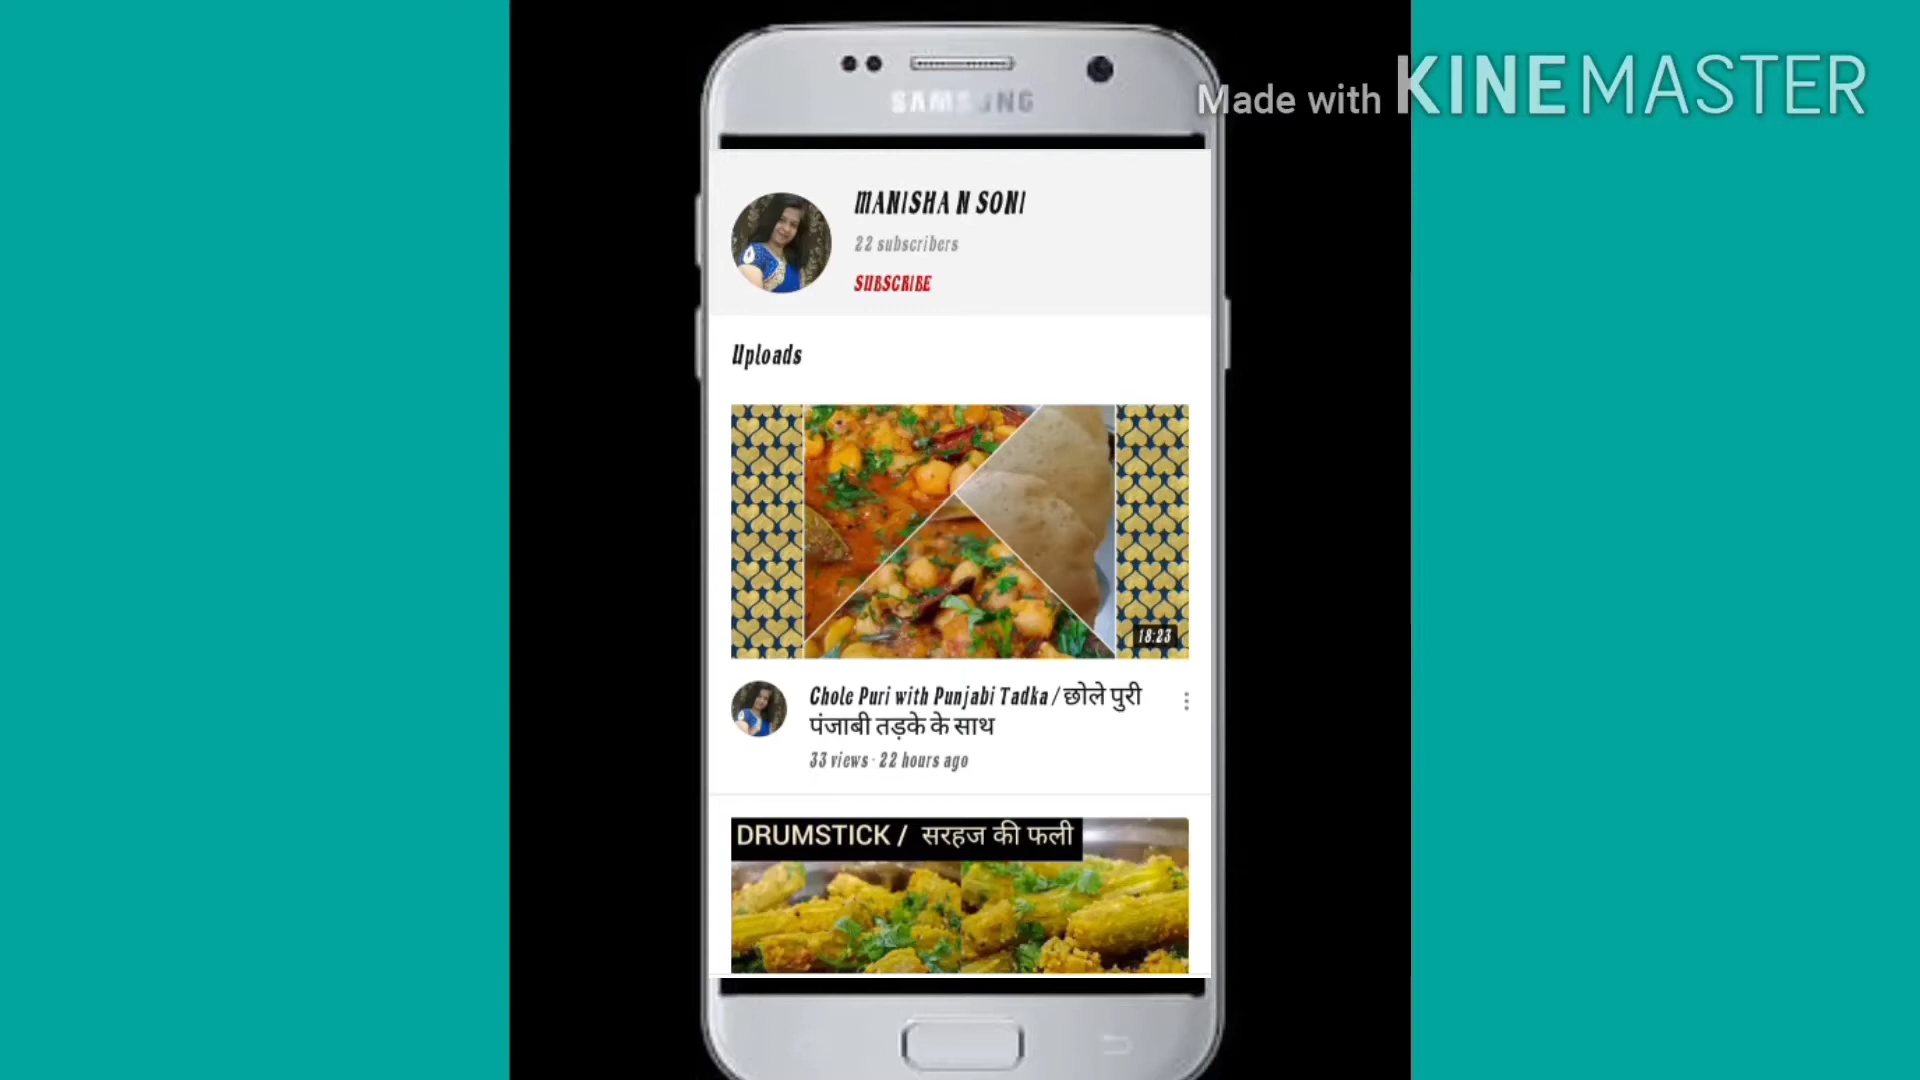 SAMSUNG
Made with KINEMASTER
MANISHA N SONI
22 subscribers
SUBSCRIBE
Uploads
18:23
Chole Puri with Punjabi Tadka / छोले पुरी
पंजाबी तड़के के साथ
33 views · 22 hours ago
DRUMSTICK / सरहज की फली